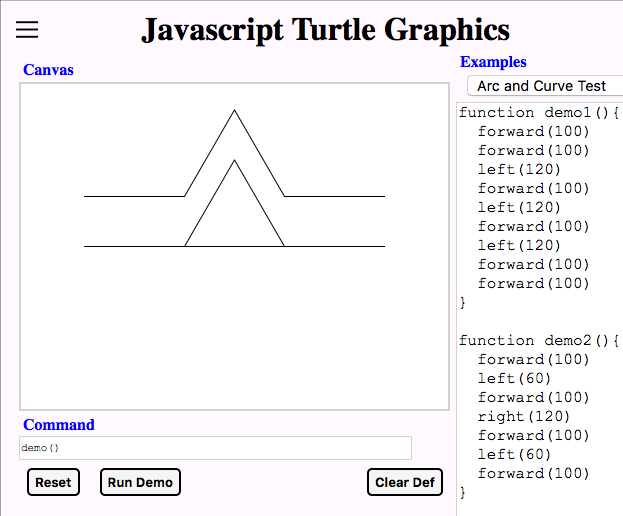 Javascript Turtle Graphics
Canvas
Examples
Arc and Curve Test
function demo1(){
  forward(100)
  forward(100)
  left(120)
  forward(100)
  left(120)
  forward(100)
  left(120)
  forward(100)
  forward(100)
}

function demo2(){
  forward(100)
  left(60)
  forward(100)
  right(120)
  forward(100)
  left(60)
  forward(100)
}
Command
demo()
Reset
Run Demo
Clear Def